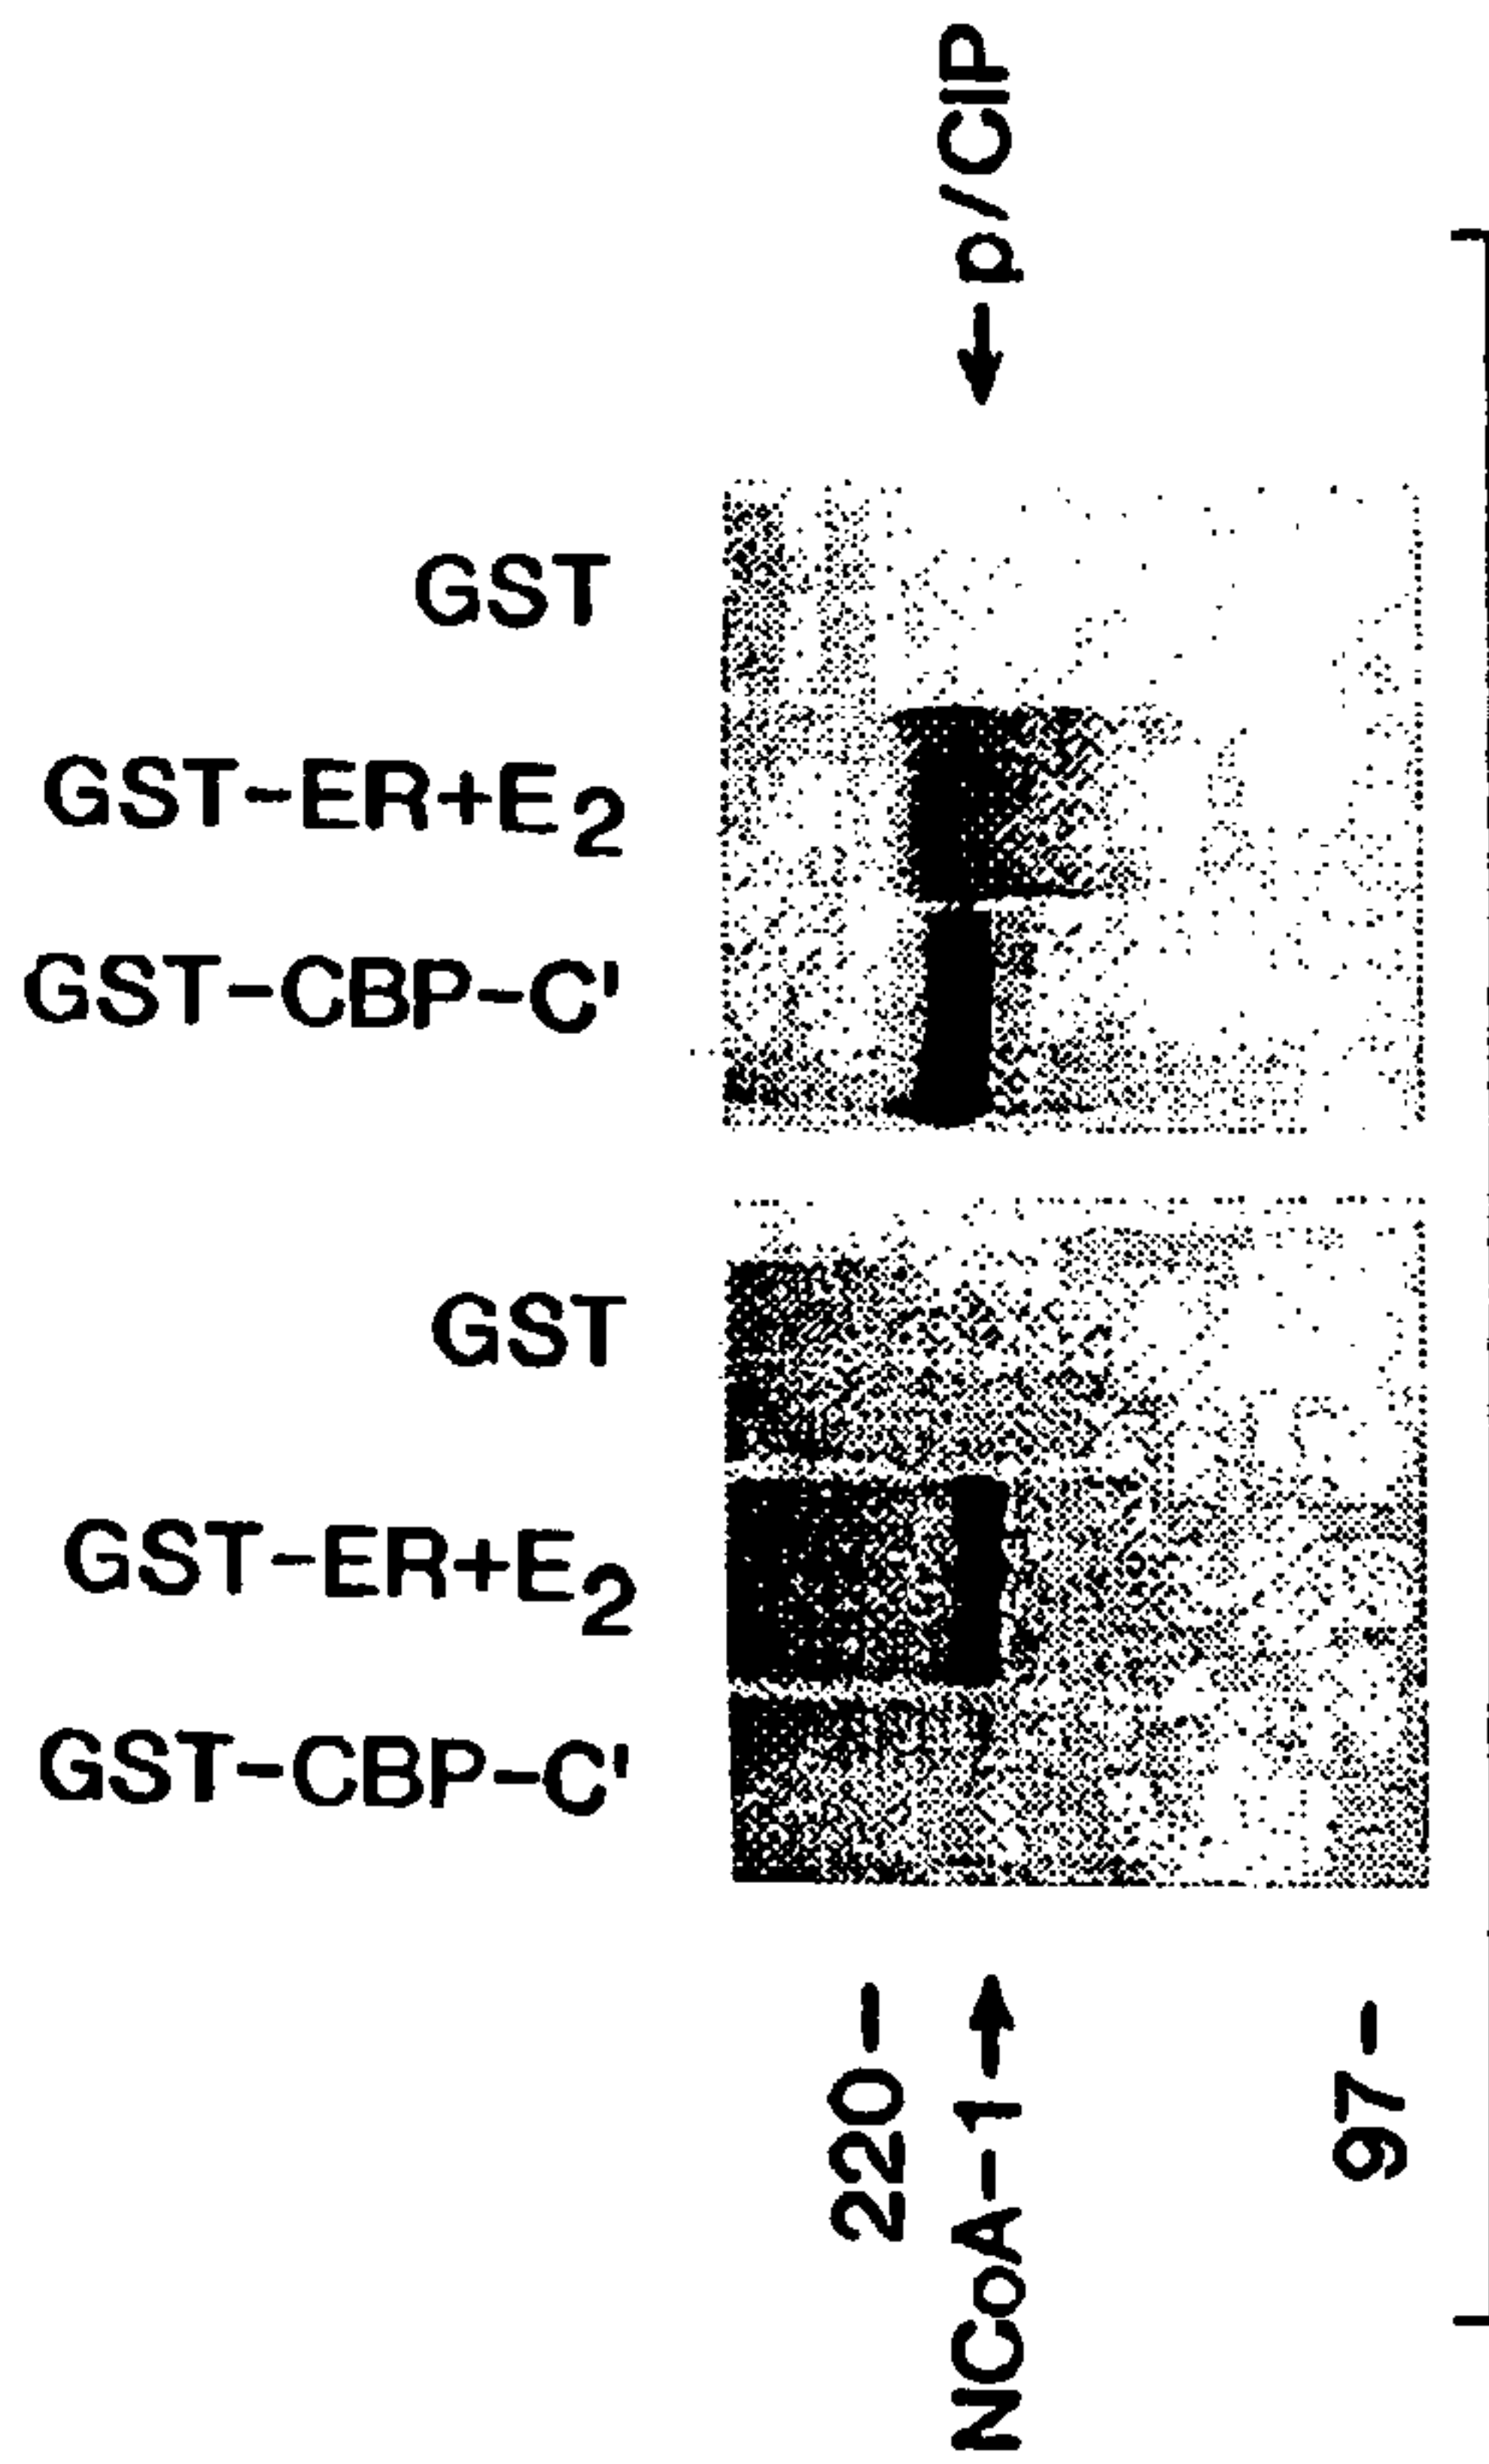 GST
GST-ER+E2
GST-CBP-C'
GST
GST-ER+E2
GST-CBP-C'
p/CIP
220-
NCoA-1
97-